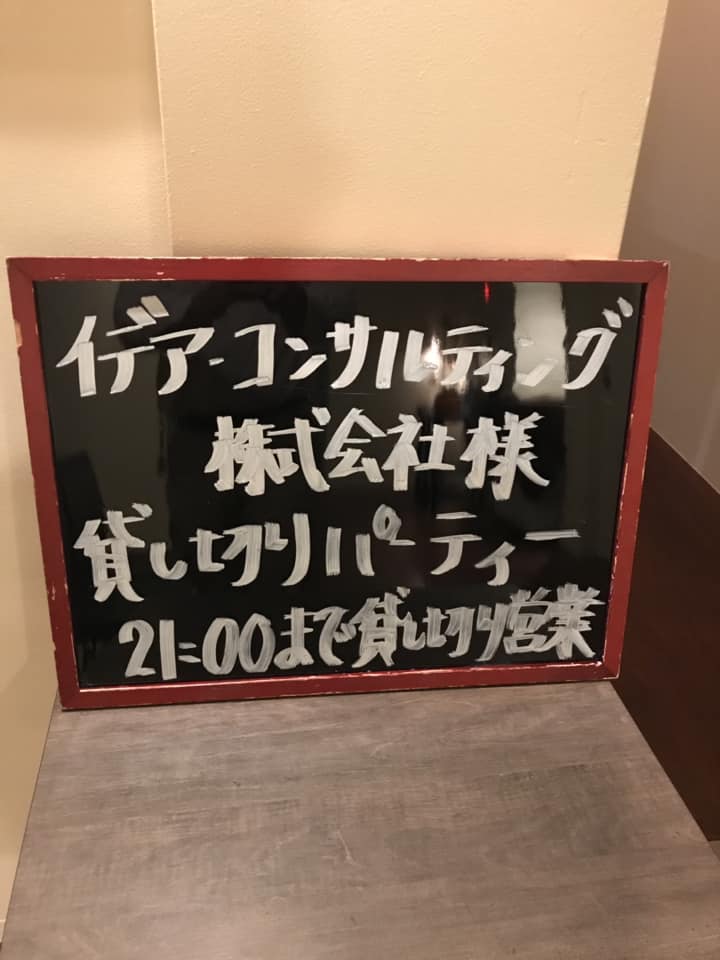 イデア・コンサルティング
株式会社様
貸し切りパーティー
21:00まで貸し切り営業